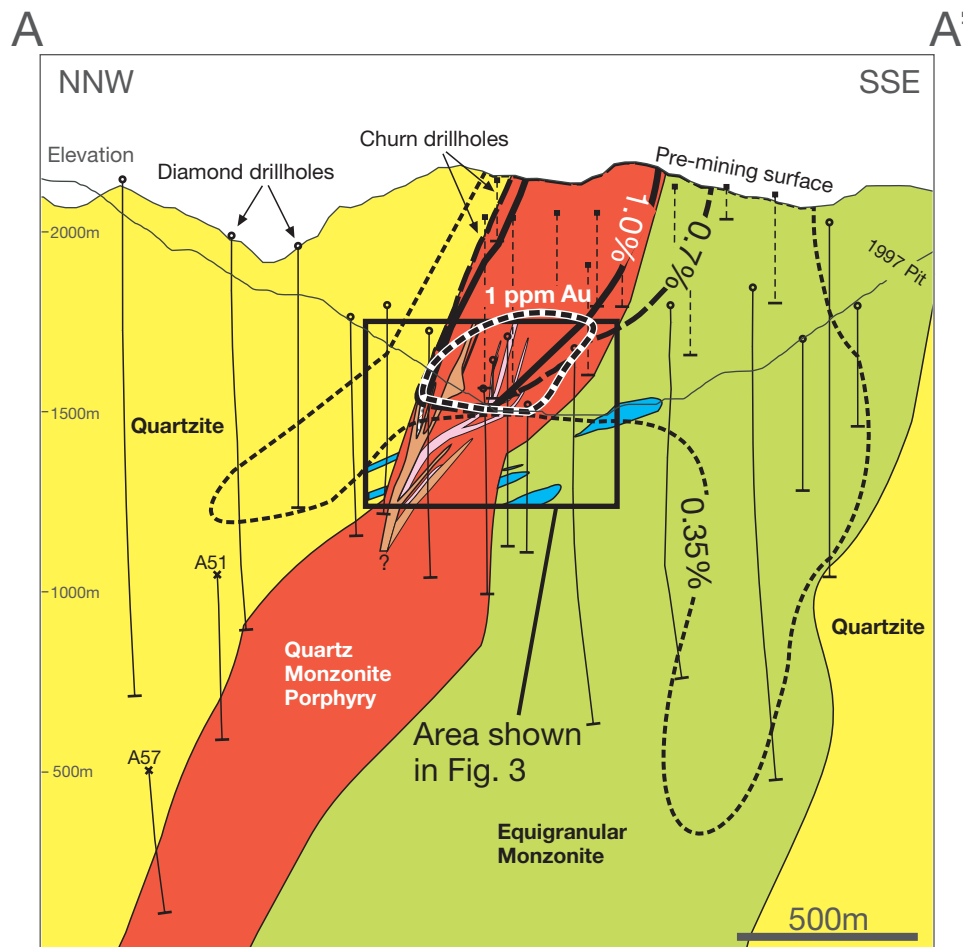 A
A'
NNW
SSE
Churn drillholes
Elevation
Diamond drillholes
Pre-mining surface
2000m
1.0%
0.7%
1997 Pit
1 ppm Au
1500m
Quartzite
0.35%
?
A51
1000m
Quartzite
Quartz
Monzonite
Porphyry
Area shown
in Fig. 3
A57
500m
Equigranular
Monzonite
500m